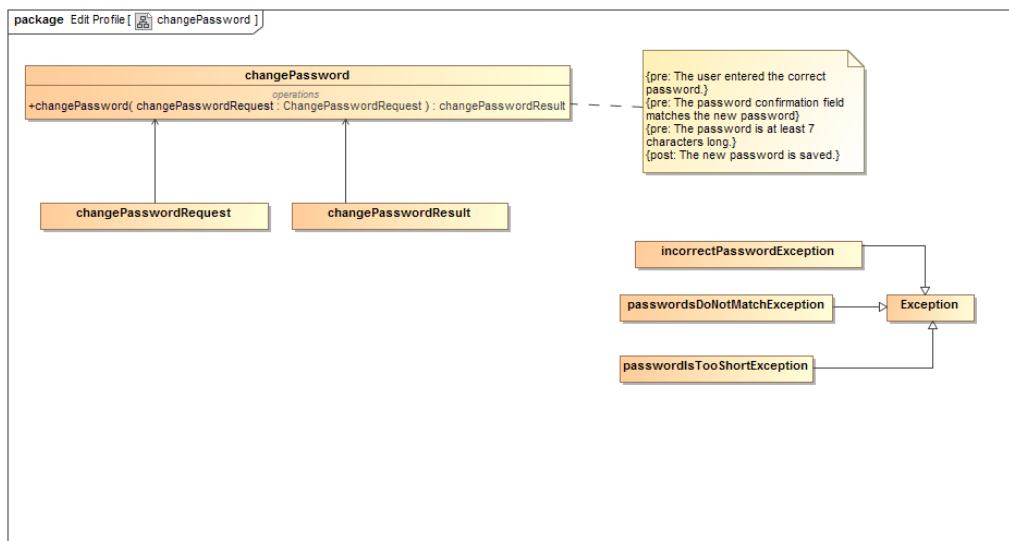 package Edit Profile [ changePassword ]
changePassword
operations
+changePassword( changePasswordRequest : ChangePasswordRequest ) : changePasswordResult
{pre: The user entered the correct
password.}
{pre: The password confirmation field
matches the new password}
{pre: The password is at least 7
characters long.}
{post: The new password is saved.}
changePasswordRequest
changePasswordResult
incorrectPasswordException
passwordsDoNotMatchException
Exception
passwordIsTooShortException